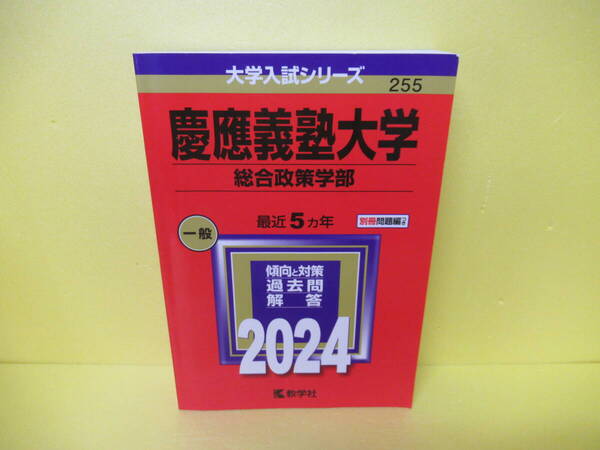 大学入試シリーズ
255
慶應義塾大学
総合政策学部
一般
最近5カ年
別冊問題編つき
傾向と対策
過去問
解答
2024
教学社